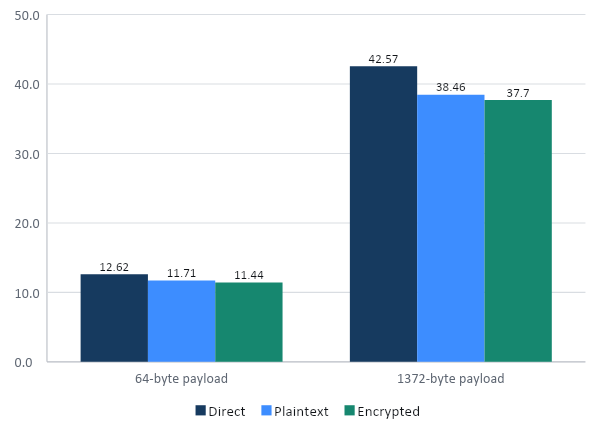 50.0
40.0
30.0
20.0
10.0
0.0
12.62
11.71
11.44
42.57
38.46
37.7
64-byte payload
1372-byte payload
Direct
Plaintext
Encrypted